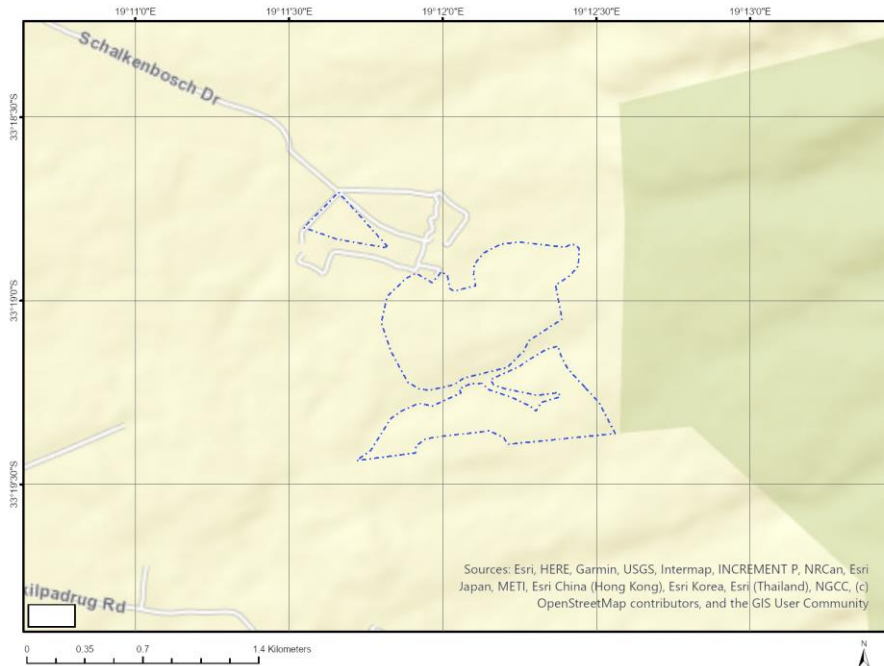 19°11'0"E 19°11'30"E 19°12'0"E 19°12'30"E 19°13'0"E
Schalkenbosch Dr
33°18'30"S
33°19'0"S
33°19'30"S
Sources: Esri, HERE, Garmin, USGS, Intermap, INCREMENT P, NRCan, Esri
Japan, METI, Esri China (Hong Kong), Esri Korea, Esri (Thailand), NGCC, (c)
OpenStreetMap contributors, and the GIS User Community
kilpadrug Rd
0 0.35 0.7 1.4 Kilometers
N